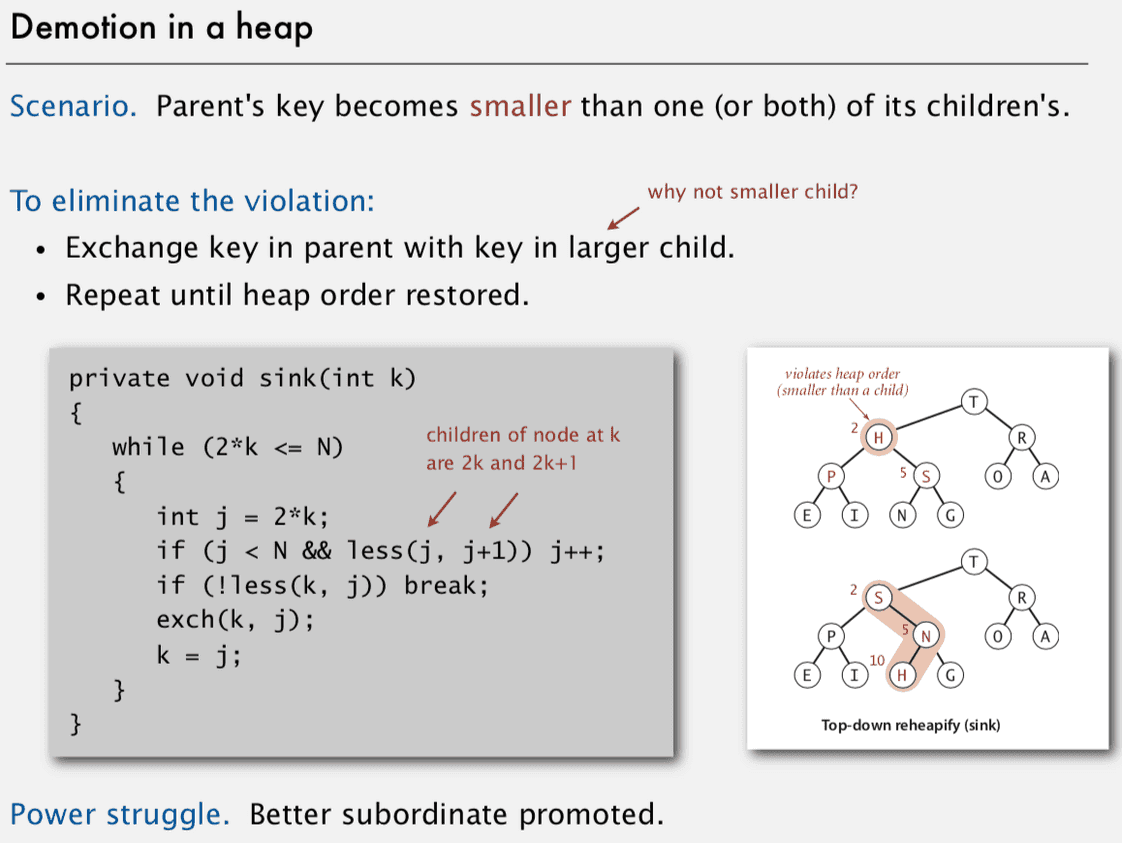 Demotion in a heap
Scenario. Parent's key becomes smaller than one (or both) of its children's.
To eliminate the violation:
why not smaller child?
• Exchange key in parent with key in larger child.
• Repeat until heap order restored.
private void sink(int k)
{
while (2*k <= N)
{
int j = 2*k;
if (j < N && less(j, j+1)) j++;
if (!less(k, j)) break;
exch(k, j);
k = j;
}
}
children of node at k
are 2k and 2k+1
violates heap order
(smaller than a child)
T
2 H R
P 5 S O A
E I N G
T
2 S R
P 5 N O A
E I 10 H G
Top-down reheapify (sink)
Power struggle. Better subordinate promoted.